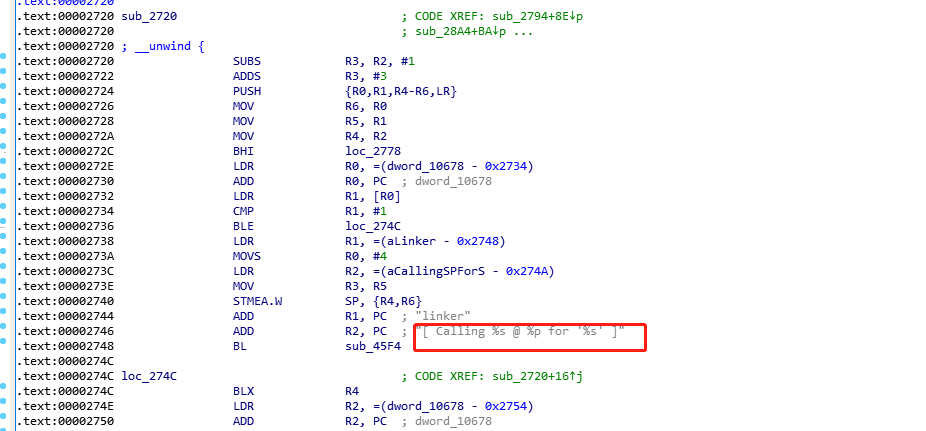 .text:00002720
.text:00002720 sub_2720 ; CODE XREF: sub_2794+8E↓p
.text:00002720 ; sub_28A4+BA↓p ...
.text:00002720 ; __unwind {
.text:00002720 SUBS R3, R2, #1
.text:00002722 ADDS R3, #3
.text:00002724 PUSH {R0,R1,R4-R6,LR}
.text:00002726 MOV R6, R0
.text:00002728 MOV R5, R1
.text:0000272A MOV R4, R2
.text:0000272C BHI loc_2778
.text:0000272E LDR R0, =(dword_10678 - 0x2734)
.text:00002730 ADD R0, PC ; dword_10678
.text:00002732 LDR R1, [R0]
.text:00002734 CMP R1, #1
.text:00002736 BLE loc_274C
.text:00002738 LDR R1, =(aLinker - 0x2748)
.text:0000273A MOVS R0, #4
.text:0000273C LDR R2, =(aCallingSPForS - 0x274A)
.text:0000273E MOV R3, R5
.text:00002740 STMEA.W SP, {R4,R6}
.text:00002744 ADD R1, PC ; "linker"
.text:00002746 ADD R2, PC ; "[ Calling %s @ %p for '%s' ]"
.text:00002748 BL sub_45F4
.text:0000274C
.text:0000274C loc_274C ; CODE XREF: sub_2720+16↑j
.text:0000274C BLX R4
.text:0000274E LDR R2, =(dword_10678 - 0x2754)
.text:00002750 ADD R2, PC ; dword_10678